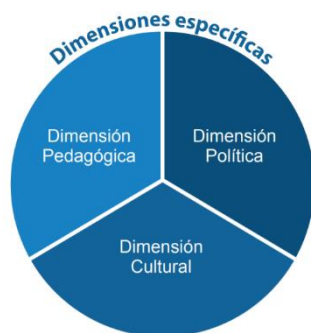 Dimensiones específicas
Dimensión
Pedagógica
Dimensión
Política
Dimensión
Cultural